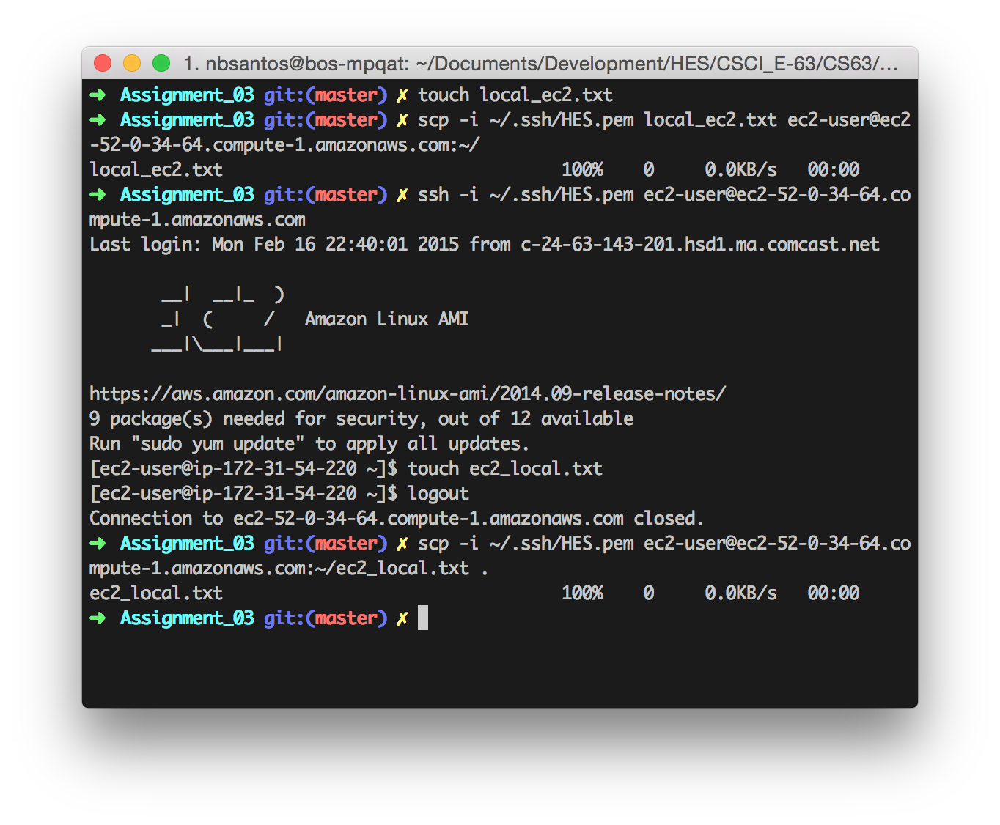 1. nbsantos@bos-mpqat: ~/Documents/Development/HES/CSCI_E-63/CS63/...
➜  Assignment_03 git:(master) ✗ touch local_ec2.txt
➜  Assignment_03 git:(master) ✗ scp -i ~/.ssh/HES.pem local_ec2.txt ec2-user@ec2
-52-0-34-64.compute-1.amazonaws.com:~/
local_ec2.txt                                 100%    0     0.0KB/s   00:00
➜  Assignment_03 git:(master) ✗ ssh -i ~/.ssh/HES.pem ec2-user@ec2-52-0-34-64.co
mpute-1.amazonaws.com
Last login: Mon Feb 16 22:40:01 2015 from c-24-63-143-201.hsd1.ma.comcast.net
       __|  __|_  )
       _|  (     /   Amazon Linux AMI
      ___|\___|___|
https://aws.amazon.com/amazon-linux-ami/2014.09-release-notes/
9 package(s) needed for security, out of 12 available
Run "sudo yum update" to apply all updates.
[ec2-user@ip-172-31-54-220 ~]$ touch ec2_local.txt
[ec2-user@ip-172-31-54-220 ~]$ logout
Connection to ec2-52-0-34-64.compute-1.amazonaws.com closed.
➜  Assignment_03 git:(master) ✗ scp -i ~/.ssh/HES.pem ec2-user@ec2-52-0-34-64.co
mpute-1.amazonaws.com:~/ec2_local.txt .
ec2_local.txt                                 100%    0     0.0KB/s   00:00
➜  Assignment_03 git:(master) ✗